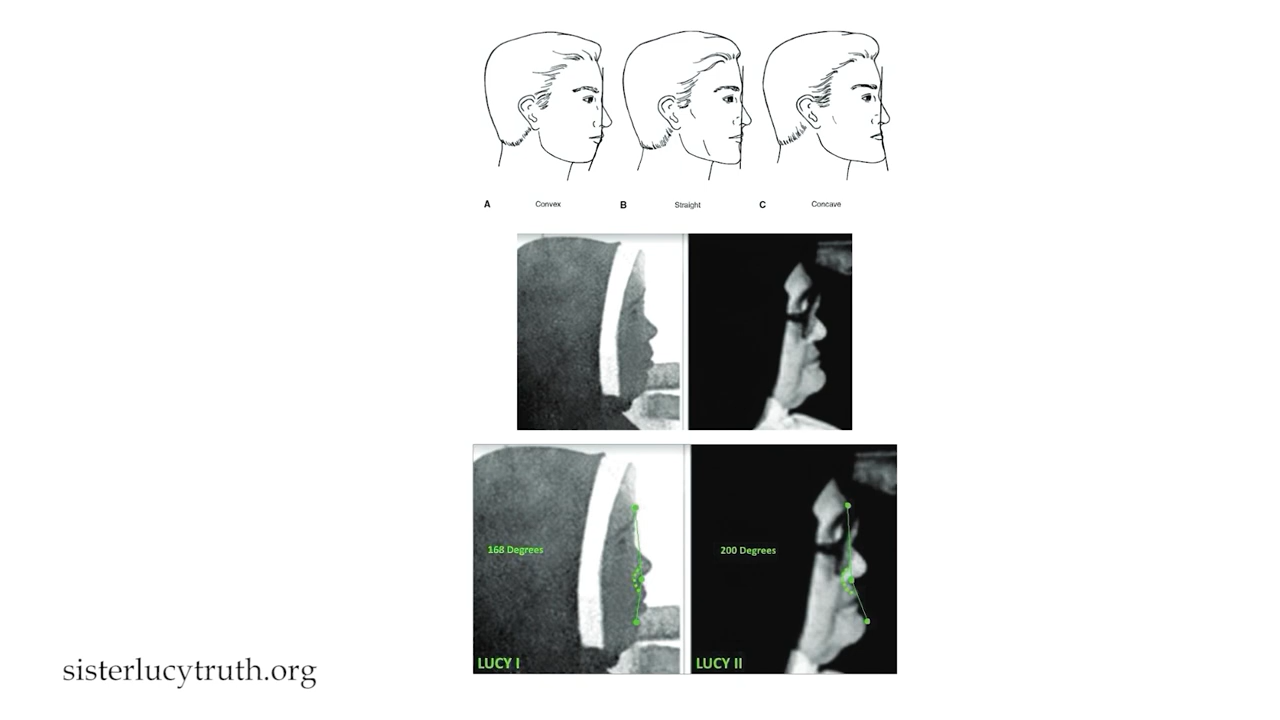 A Convex B Straight C Concave
168 Degrees 200 Degrees
LUCY I LUCY II
sisterlucytruth.org